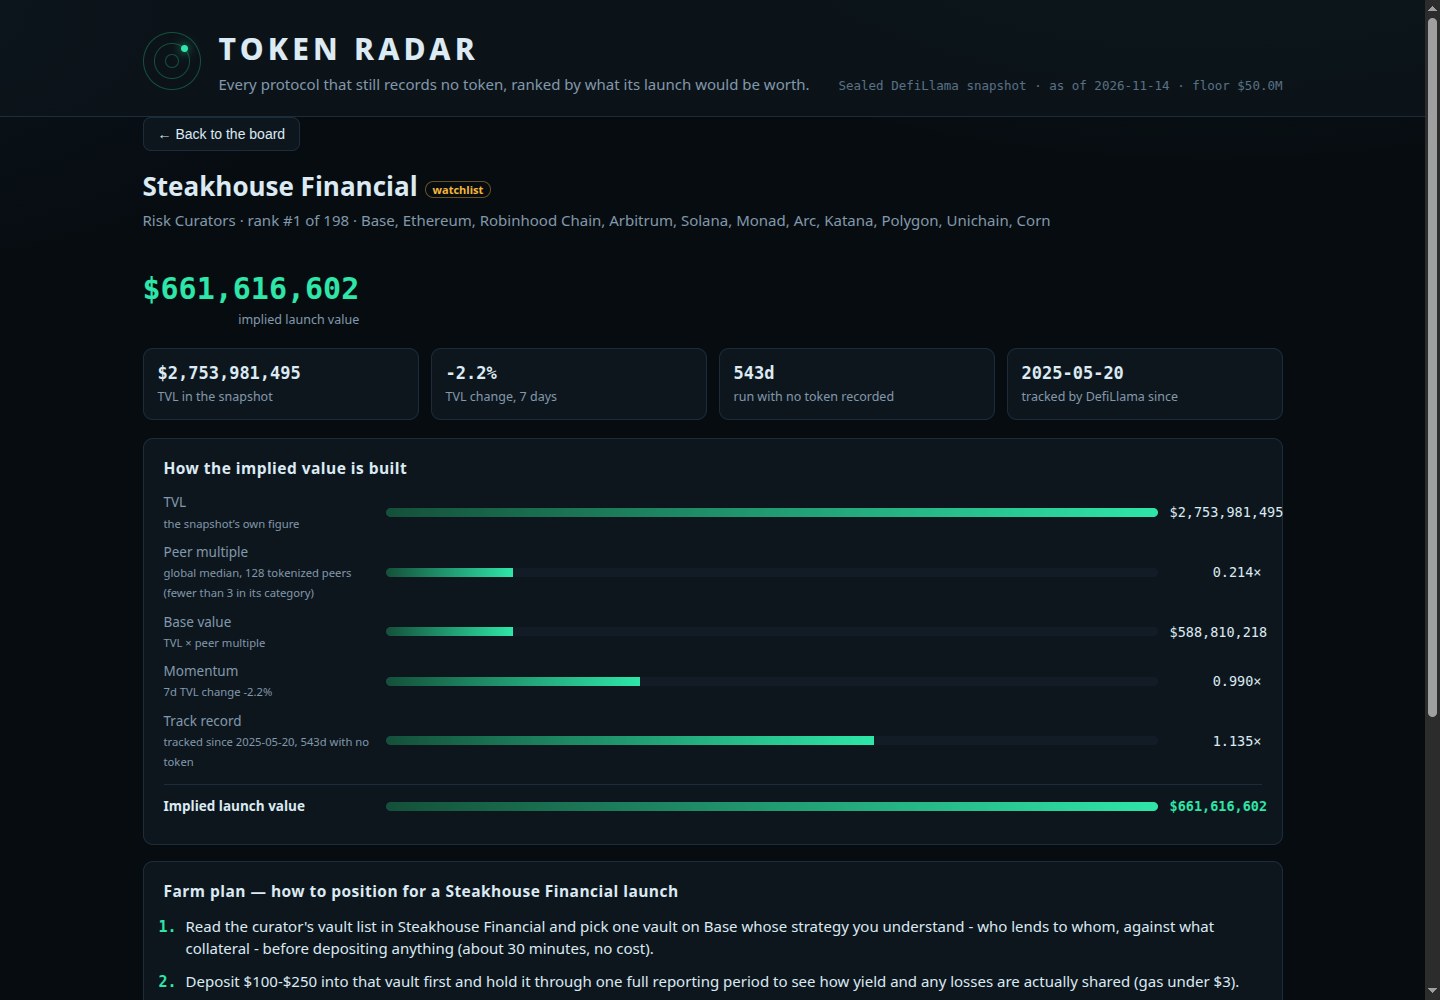 TOKEN RADAR
Every protocol that still records no token, ranked by what its launch would be worth.
Sealed DefiLlama snapshot · as of 2026-11-14 · floor $50.0M
← Back to the board
Steakhouse Financial watchlist
Risk Curators · rank #1 of 198 · Base, Ethereum, Robinhood Chain, Arbitrum, Solana, Monad, Arc, Katana, Polygon, Unichain, Corn
$661,616,602
implied launch value
$2,753,981,495
TVL in the snapshot
-2.2%
TVL change, 7 days
543d
run with no token recorded
2025-05-20
tracked by DefiLlama since
How the implied value is built
TVL
the snapshot's own figure
$2,753,981,495
Peer multiple
global median, 128 tokenized peers
(fewer than 3 in its category)
0.214×
Base value
TVL × peer multiple
$588,810,218
Momentum
7d TVL change -2.2%
0.990×
Track record
tracked since 2025-05-20, 543d with no
token
1.135×
Implied launch value
$661,616,602
Farm plan — how to position for a Steakhouse Financial launch
1. Read the curator's vault list in Steakhouse Financial and pick one vault on Base whose strategy you understand - who lends to whom, against what
collateral - before depositing anything (about 30 minutes, no cost).
2. Deposit $100-$250 into that vault first and hold it through one full reporting period to see how yield and any losses are actually shared (gas under $3).